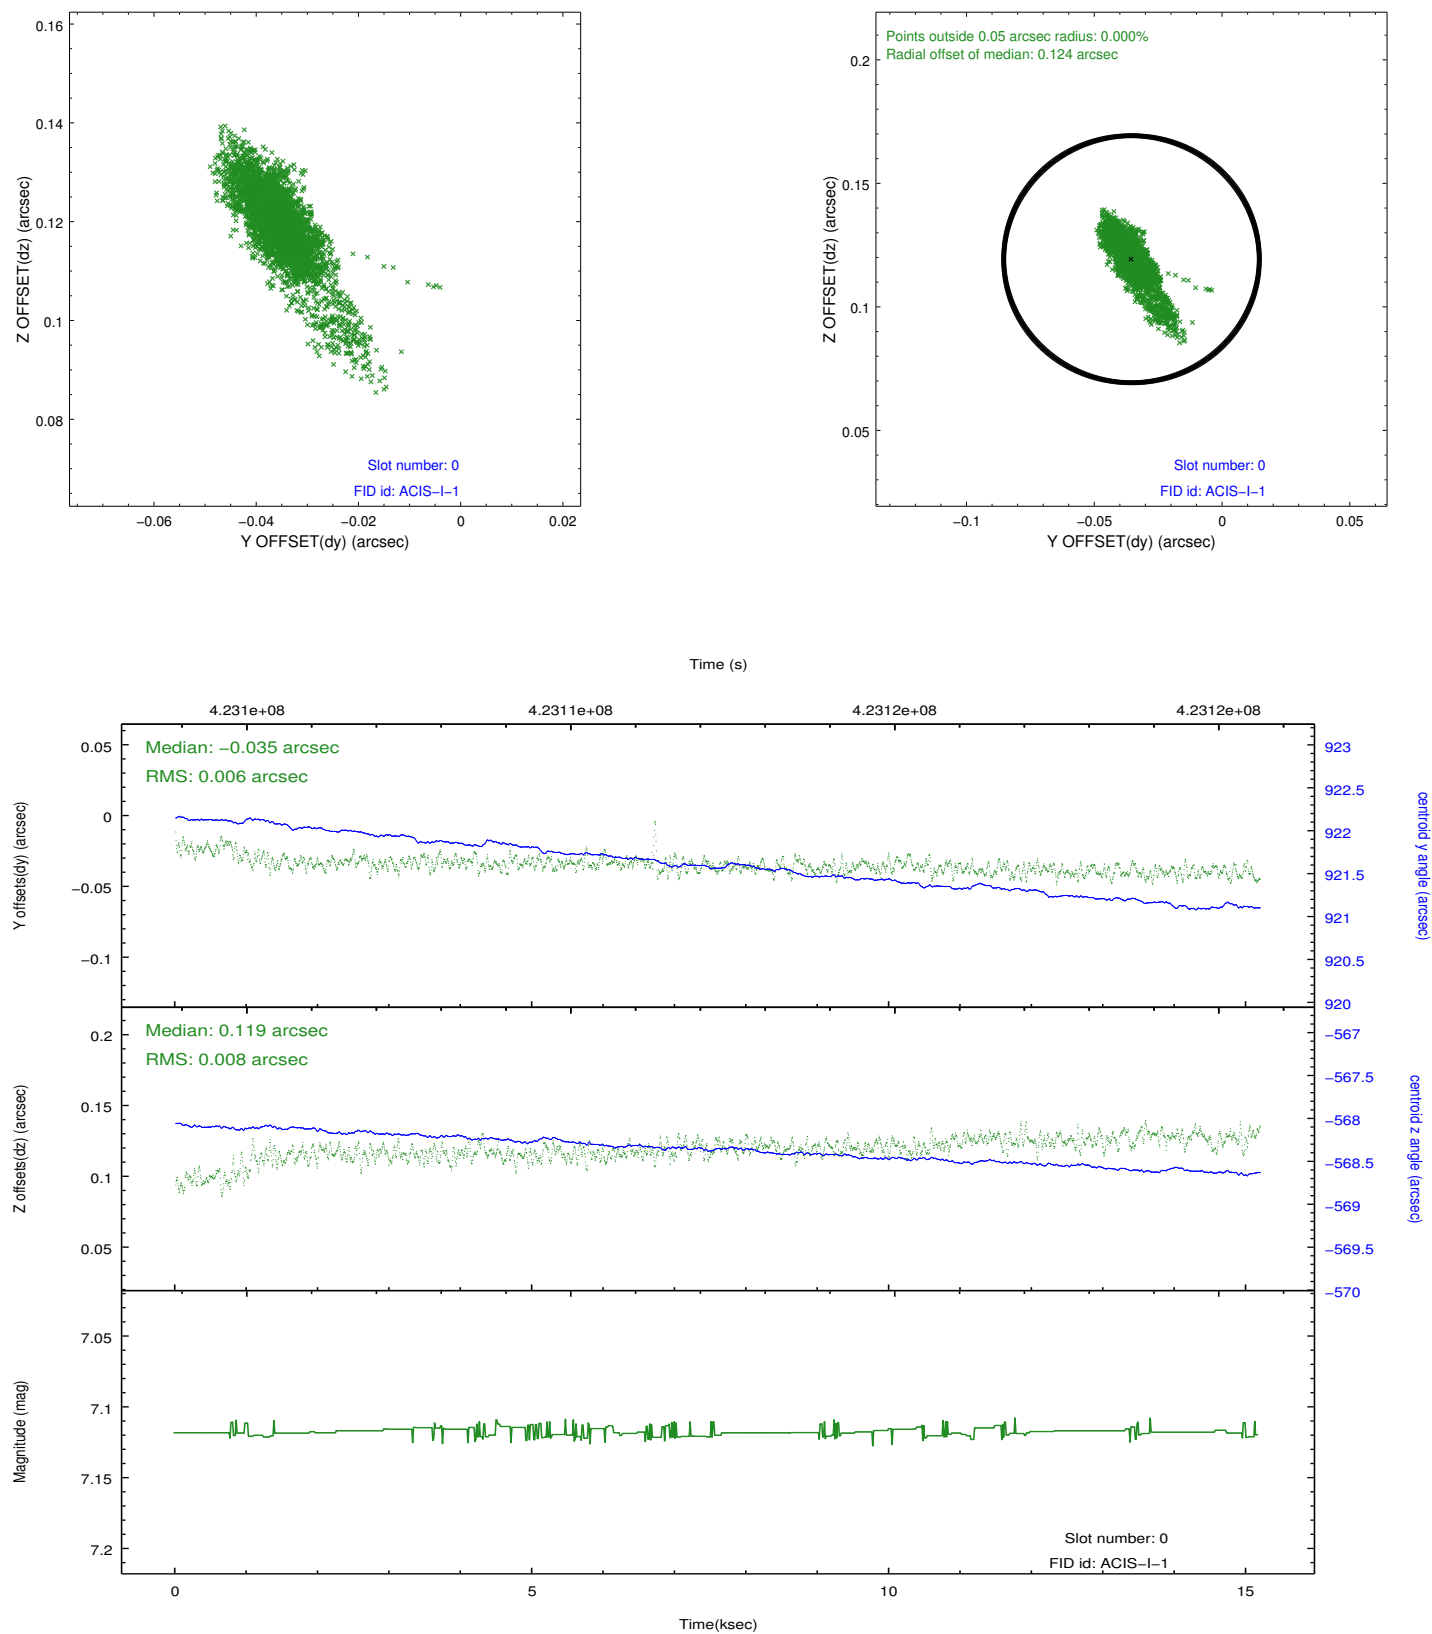 0.16
0.14
0.12
0.1
0.08
Z OFFSET(dz) (arcsec)
−0.06
−0.04
−0.02
0
0.02
Y OFFSET(dy) (arcsec)
Slot number: 0
FID id: ACIS−I−1
Points outside 0.05 arcsec radius: 0.000%
Radial offset of median: 0.124 arcsec
0.2
0.15
0.1
0.05
Z OFFSET(dz) (arcsec)
−0.1
−0.05
0
0.05
Y OFFSET(dy) (arcsec)
Slot number: 0
FID id: ACIS−I−1
Time (s)
4.231e+08
4.2311e+08
4.2312e+08
4.2312e+08
Median: −0.035 arcsec
RMS: 0.006 arcsec
0.05
0
−0.05
−0.1
Y offsets(dy) (arcsec)
923
922.5
922
921.5
921
920.5
920
centroid y angle (arcsec)
Median: 0.119 arcsec
RMS: 0.008 arcsec
0.2
0.15
0.1
0.05
Z offsets(dz) (arcsec)
−567
−567.5
−568
−568.5
−569
−569.5
−570
centroid z angle (arcsec)
7.05
7.1
7.15
7.2
Magnitude (mag)
Slot number: 0
FID id: ACIS−I−1
0
5
10
15
Time(ksec)